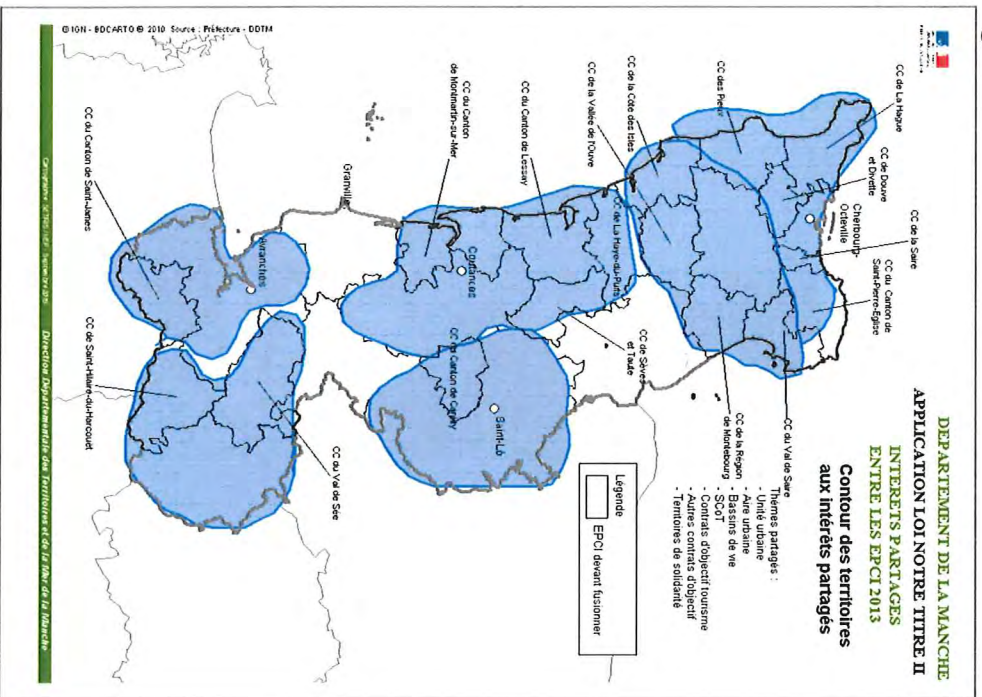 DEPARTEMENT DE LA MANCHE
APPLICATION LOI NOTRE TITRE II
INTERETS PARTAGES
ENTRE LES EPCI 2013
Contour des territoires
aux intérêts partagés
Thèmes partagés :
- Unité urbaine
- Aire urbaine
- Bassins de vie
- SCoT
- Contrats d'objectif tourisme
- Autres contrats d'objectif
- Territoires de solidarité
Légende
EPCI devant fusionner
CC de La Hague
CC de Douve
et Divette
Cherbourg-
Octeville
CC de la Saire
CC du Canton de
Saint-Pierre-Eglise
CC des Pieux
CC du Val de Saire
CC de la Région
de Montebourg
CC de la Côte des Isles
CC de la Vallée de l'Ouve
CC de La Haye-du-Puits
CC de Sèves
et Taute
CC du Canton de Lessay
Coutances
Saint-Lô
CC du Canton de Canisy
CC du Canton
de Montmartin-sur-Mer
Granville
CC du Val de Sée
Avranches
CC du Canton de Saint-James
CC de Saint-Hilaire-du-Harcouët
© IGN - BDCARTO © 2010 Source : Préfecture - DDTM
Direction Départementale des Territoires et de la Mer de la Manche